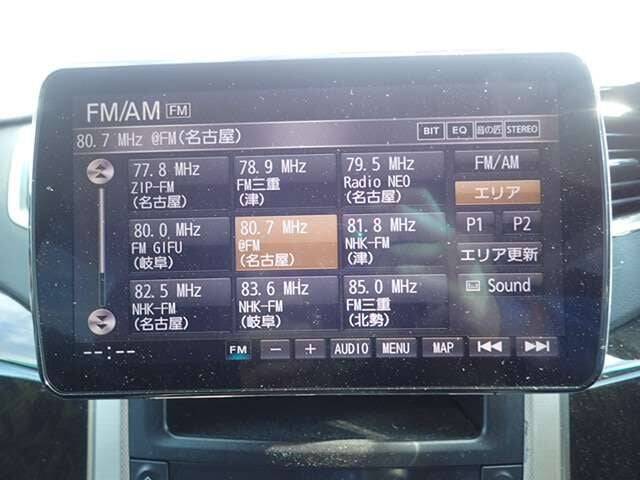 FM/AM FM
80.7 MHz @FM(名古屋) BIT EQ 音の匠 STEREO
77.8 MHz
ZIP-FM
(名古屋)
78.9 MHz
FM三重
(津)
79.5 MHz
Radio NEO
(名古屋)
FM/AM
エリア
80.0 MHz
FM GIFU
(岐阜)
80.7 MHz
@FM
(名古屋)
81.8 MHz
NHK-FM
(津)
P1 P2
エリア更新
82.5 MHz
NHK-FM
(名古屋)
83.6 MHz
NHK-FM
(岐阜)
85.0 MHz
FM三重
(北勢)
Sound
--:-- FM − + AUDIO MENU MAP